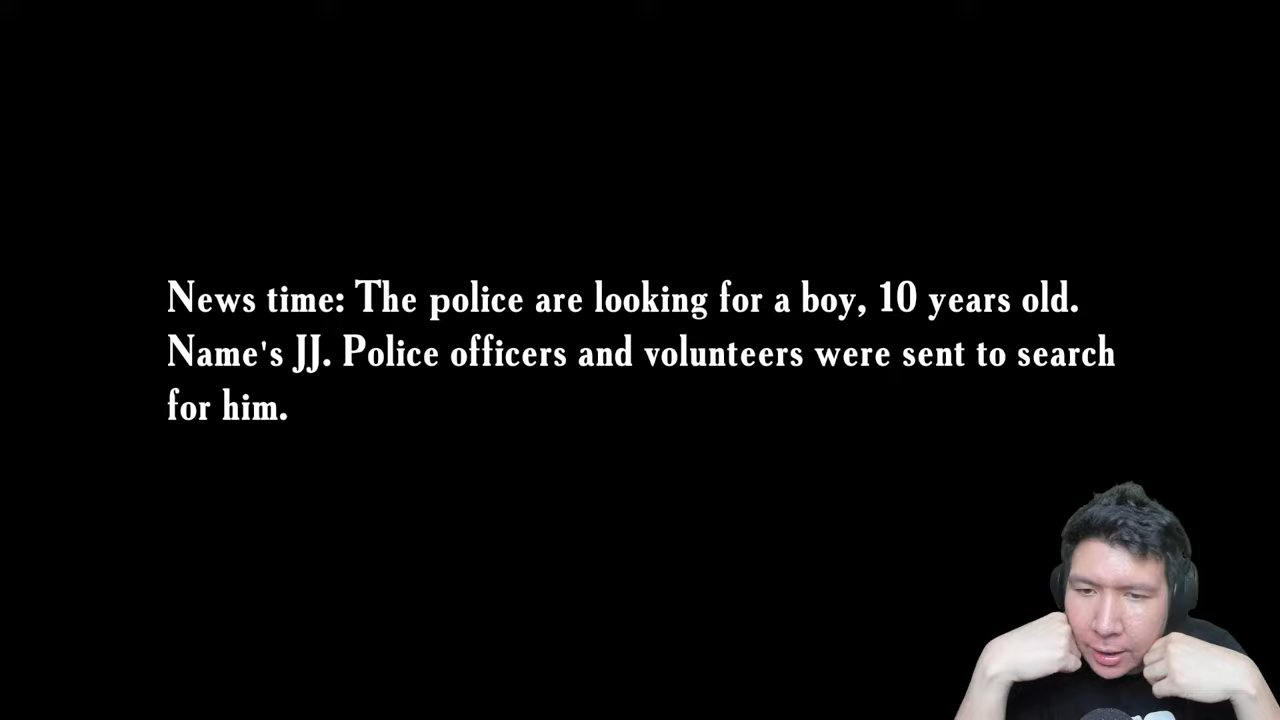 News time: The police are looking for a boy, 10 years old.
Name's JJ. Police officers and volunteers were sent to search
for him.